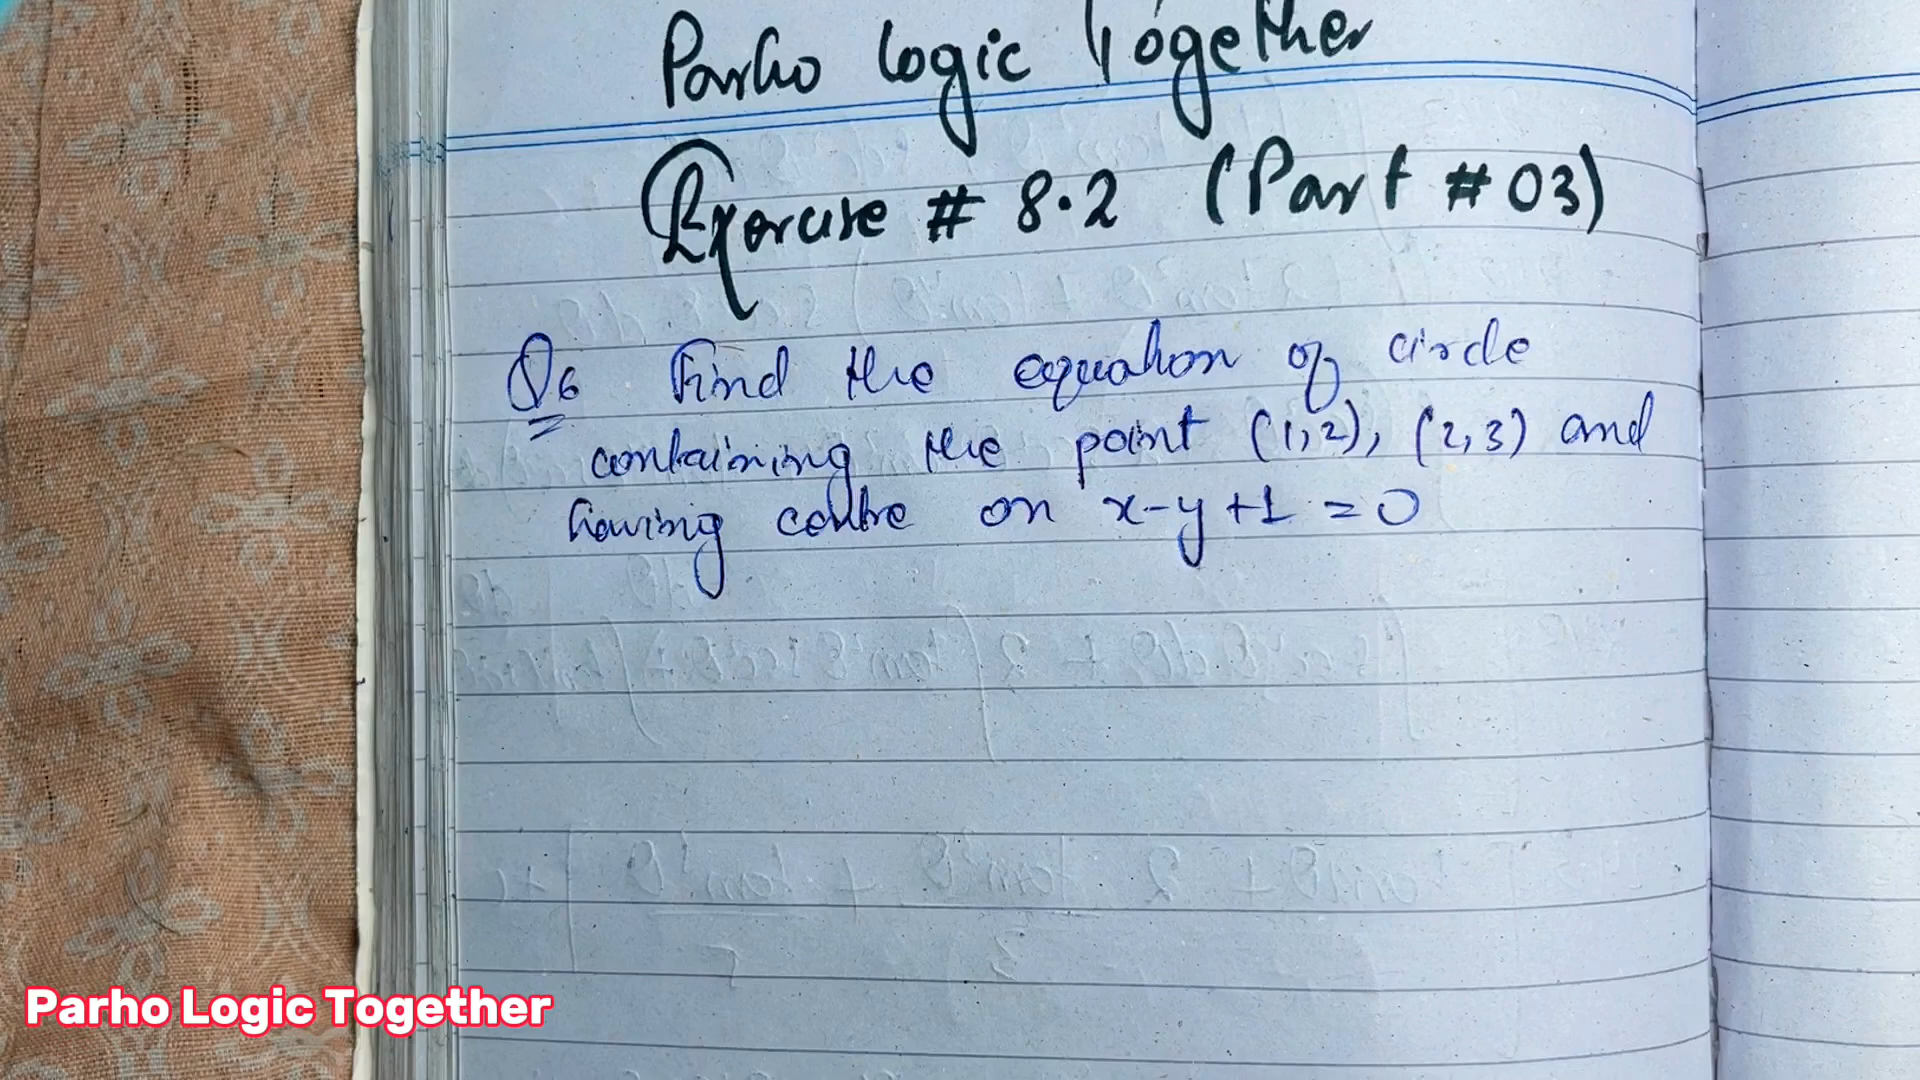 Parho Logic Together
Exercise # 8.2 (Part # 03)
Q6 Find the equation of circle
containing the point (1,2), (2,3) and
having centre on x-y+1=0
Parho Logic Together